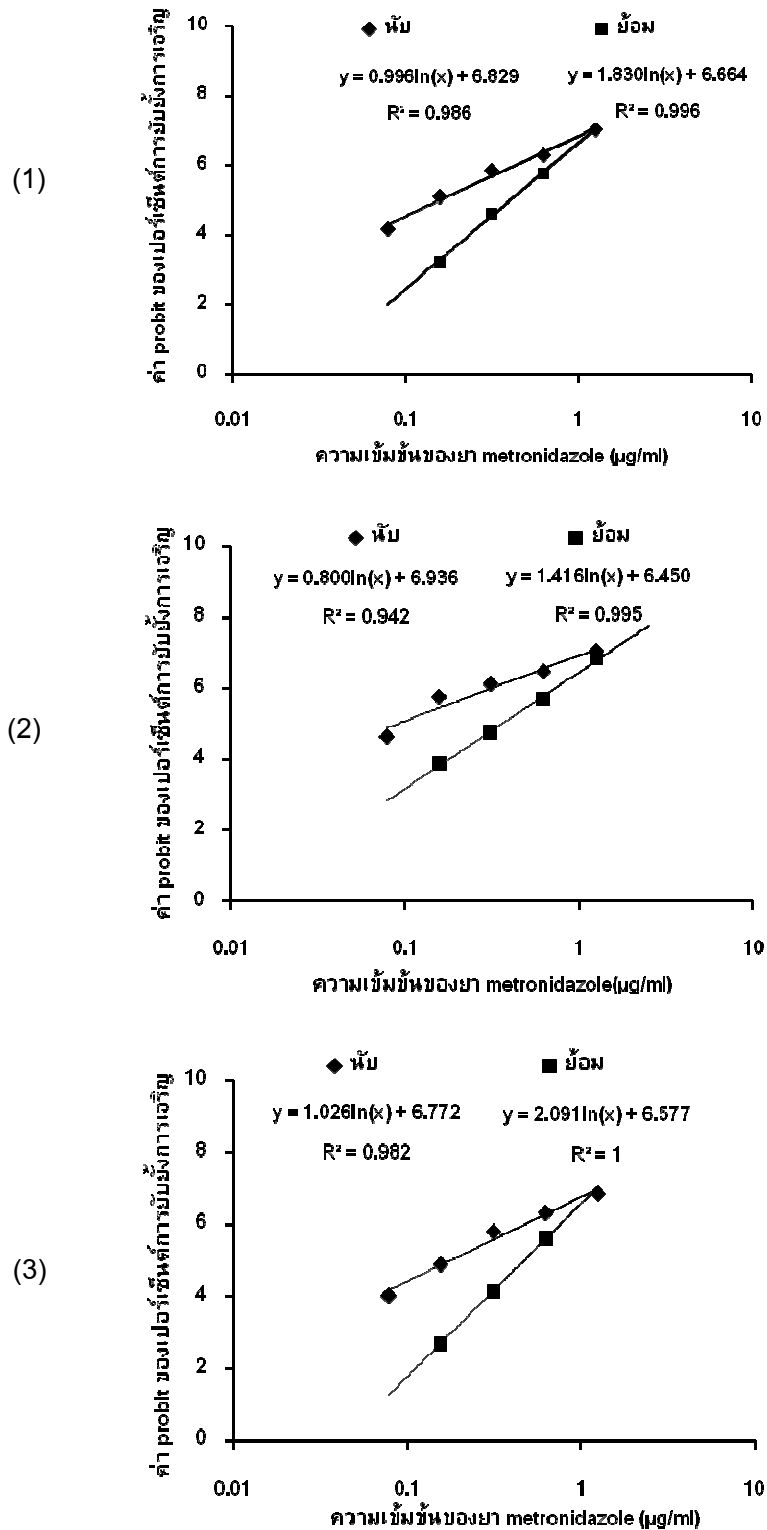 (1)
ค่า probit ของเปอร์เซ็นต์การยับยั้งการเจริญ
10
8
6
4
2
0
นับ ย้อม
y = 0.996ln(x) + 6.829 y = 1.830ln(x) + 6.664
R² = 0.986 R² = 0.996
0.01 0.1 1 10
ความเข้มข้นของยา metronidazole (µg/ml)
(2)
ค่า probit ของเปอร์เซ็นต์การยับยั้งการเจริญ
10
8
6
4
2
0
นับ ย้อม
y = 0.800ln(x) + 6.936 y = 1.416ln(x) + 6.450
R² = 0.942 R² = 0.995
0.01 0.1 1 10
ความเข้มข้นของยา metronidazole(µg/ml)
(3)
ค่า probit ของเปอร์เซ็นต์การยับยั้งการเจริญ
10
8
6
4
2
0
นับ ย้อม
y = 1.026ln(x) + 6.772 y = 2.091ln(x) + 6.577
R² = 0.982 R² = 1
0.01 0.1 1 10
ความเข้มข้นของยา metronidazole (µg/ml)